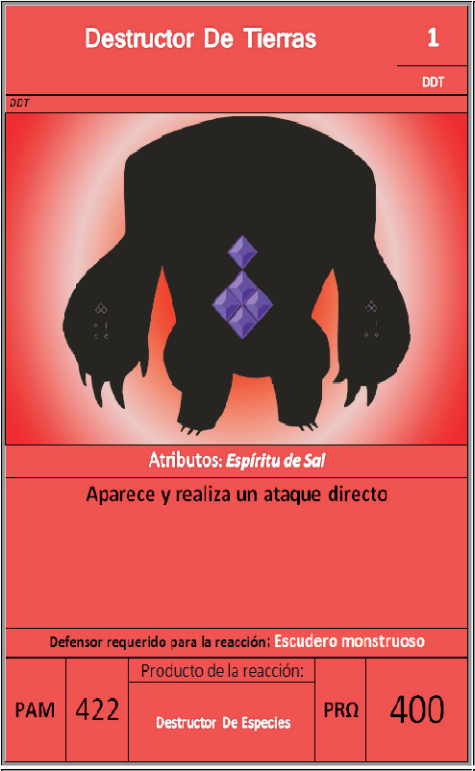 Destructor De Tierras
1
DDT
DDT
Atributos: Espíritu de Sal
Aparece y realiza un ataque directo
Defensor requerido para la reacción: Escudero monstruoso
PAM
422
Producto de la reacción:
Destructor De Especies
PRΩ
400